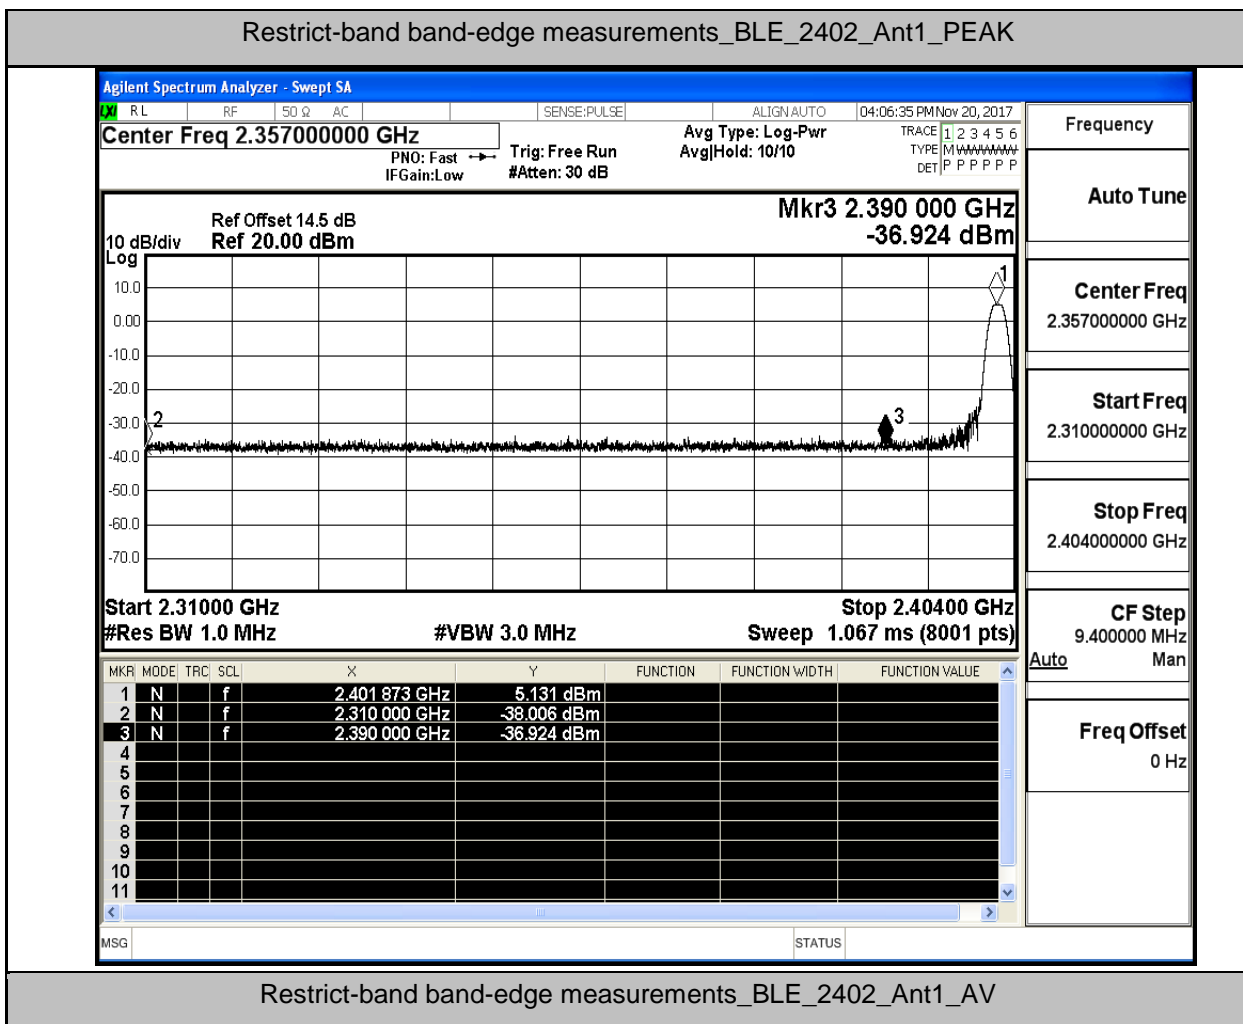 Restrict-band band-edge measurements_BLE_2402_Ant1_PEAK
Agilent Spectrum Analyzer - Swept SA
LXI RL RF 50 Ω AC SENSE:PULSE ALIGN AUTO 04:06:35 PM Nov 20, 2017
Center Freq 2.357000000 GHz
PNO: Fast
IFGain:Low
Trig: Free Run
#Atten: 30 dB
Avg Type: Log-Pwr
Avg|Hold: 10/10
TRACE 1 2 3 4 5 6
TYPE M W W W W W
DET P P P P P P
Ref Offset 14.5 dB
10 dB/div Ref 20.00 dBm
Log
Mkr3 2.390 000 GHz
-36.924 dBm
10.0
0.00
-10.0
-20.0
-30.0
-40.0
-50.0
-60.0
-70.0
1
2
3
Start 2.31000 GHz Stop 2.40400 GHz
#Res BW 1.0 MHz #VBW 3.0 MHz Sweep 1.067 ms (8001 pts)
MKR MODE TRC SCL X Y FUNCTION FUNCTION WIDTH FUNCTION VALUE
1 N f 2.401 873 GHz 5.131 dBm
2 N f 2.310 000 GHz -38.006 dBm
3 N f 2.390 000 GHz -36.924 dBm
4
5
6
7
8
9
10
11
MSG STATUS
Frequency
Auto Tune
Center Freq
2.357000000 GHz
Start Freq
2.310000000 GHz
Stop Freq
2.404000000 GHz
CF Step
9.400000 MHz
Auto Man
Freq Offset
0 Hz
Restrict-band band-edge measurements_BLE_2402_Ant1_AV